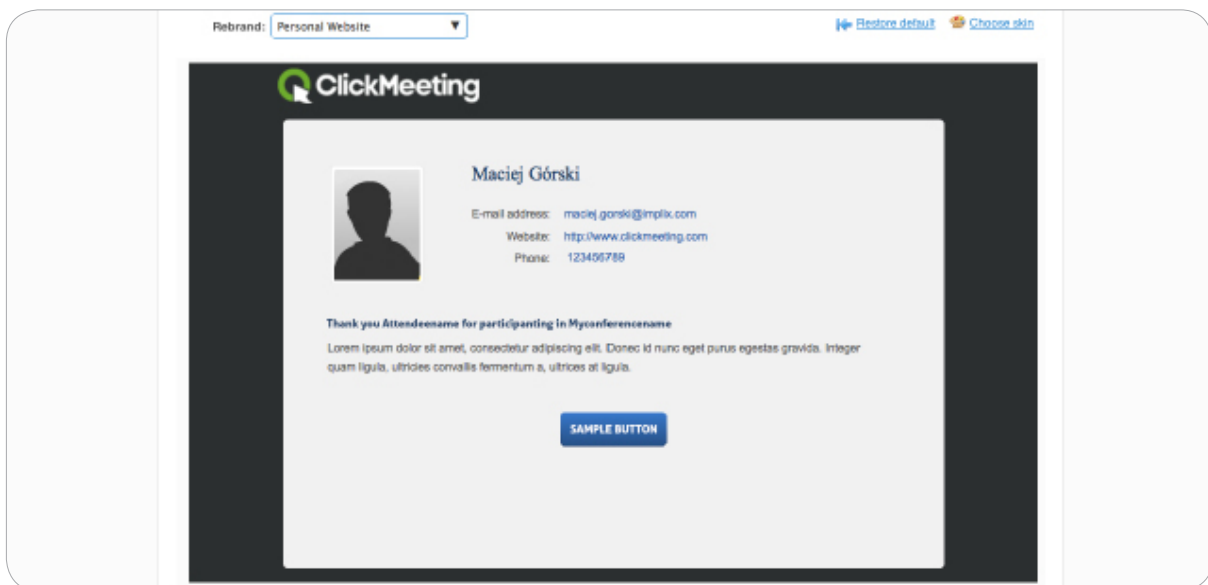 Rebrand: Personal Website
Restore default Choose skin
ClickMeeting
Maciej Górski
E-mail address: maciej.gorski@implix.com
Website: http://www.clickmeeting.com
Phone: 123456789
Thank you Attendeename for participanting in Myconferencename
Lorem ipsum dolor sit amet, consectetur adipiscing elit. Donec id nunc eget purus egestas gravida. Integer
quam ligula, ultricies convallis fermentum a, ultrices at ligula.
SAMPLE BUTTON